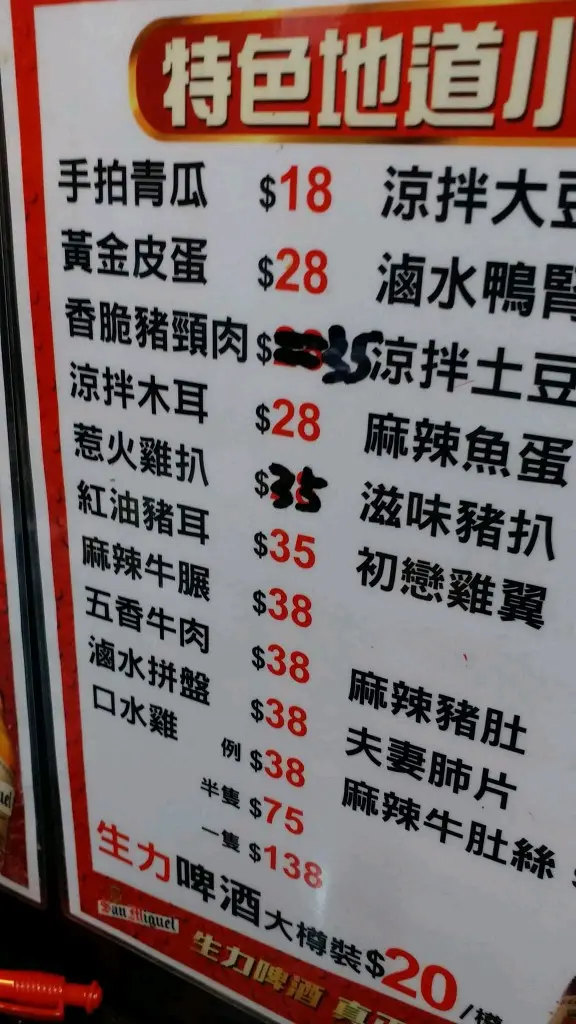 特色地道小
手拍青瓜 $18 涼拌大豆
黃金皮蛋 $28 滷水鴨腎
香脆豬頸肉 $35 涼拌土豆
涼拌木耳 $28 麻辣魚蛋
惹火雞扒 $35 滋味豬扒
紅油豬耳 $35 初戀雞翼
麻辣牛𦟌 $38
五香牛肉 $38 麻辣豬肚
滷水拼盤 $38 夫妻肺片
口水雞 例 $38 麻辣牛肚絲 $
半隻 $75
一隻 $138
生力啤酒大樽裝$20/樽
San Miguel
生力啤酒